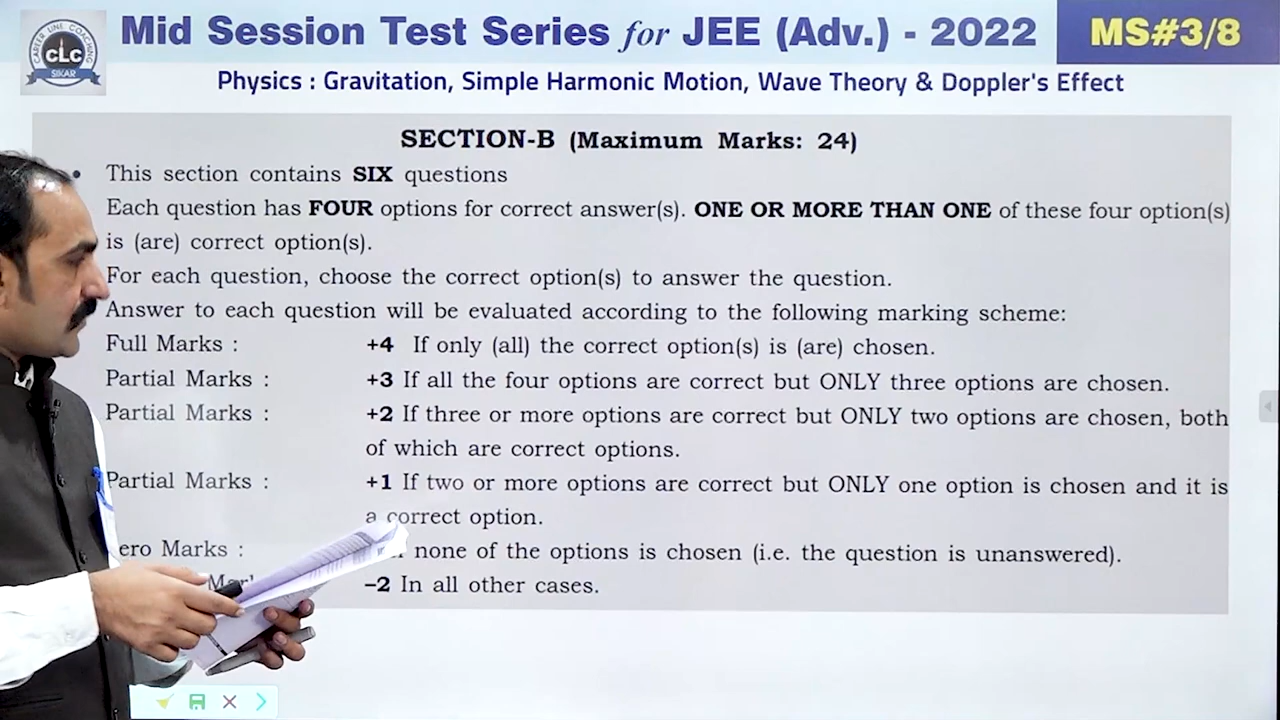 CAREER LINE COACHING
CLC
SIKAR
Mid Session Test Series for JEE (Adv.) - 2022
MS#3/8
Physics : Gravitation, Simple Harmonic Motion, Wave Theory & Doppler's Effect
SECTION-B (Maximum Marks: 24)
• This section contains SIX questions
Each question has FOUR options for correct answer(s). ONE OR MORE THAN ONE of these four option(s)
is (are) correct option(s).
For each question, choose the correct option(s) to answer the question.
Answer to each question will be evaluated according to the following marking scheme:
Full Marks : +4 If only (all) the correct option(s) is (are) chosen.
Partial Marks : +3 If all the four options are correct but ONLY three options are chosen.
Partial Marks : +2 If three or more options are correct but ONLY two options are chosen, both
of which are correct options.
Partial Marks : +1 If two or more options are correct but ONLY one option is chosen and it is
a correct option.
ero Marks : none of the options is chosen (i.e. the question is unanswered).
–2 In all other cases.